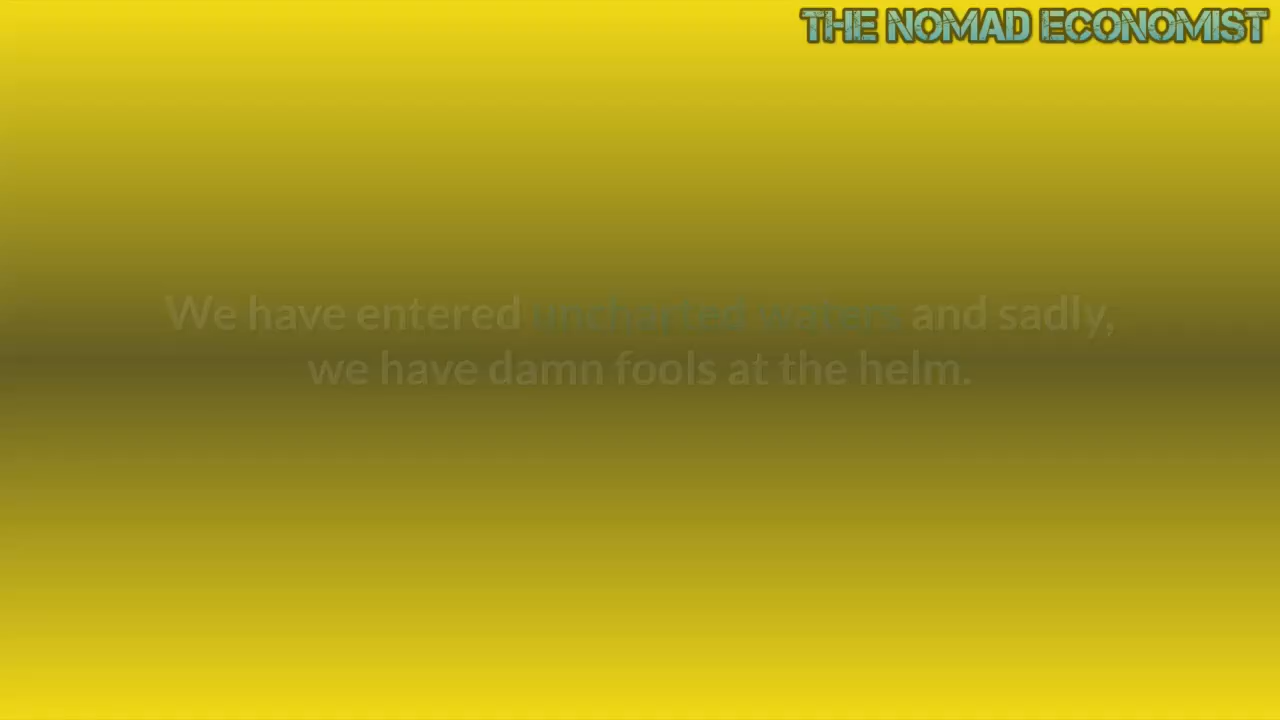 THE NOMAD ECONOMIST
We have entered uncharted waters and sadly,
we have damn fools at the helm.